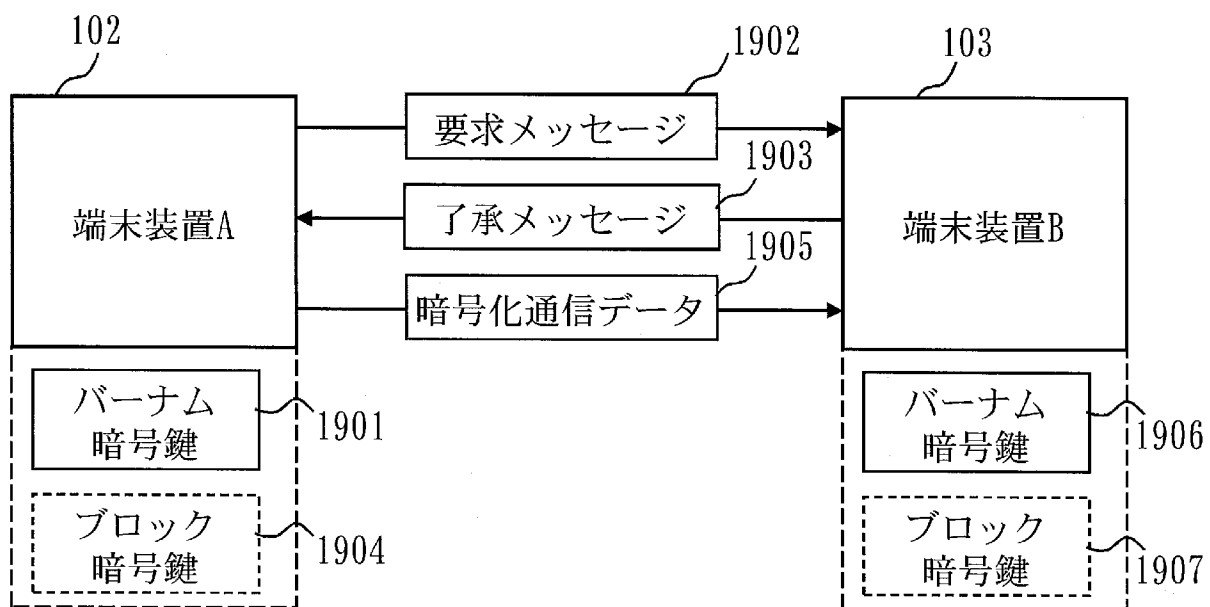 102
1902
103
要求メッセージ
1903
端末装置A
了承メッセージ
端末装置B
1905
暗号化通信データ
バーナム
暗号鍵
1901
バーナム
暗号鍵
1906
ブロック
暗号鍵
1904
ブロック
暗号鍵
1907